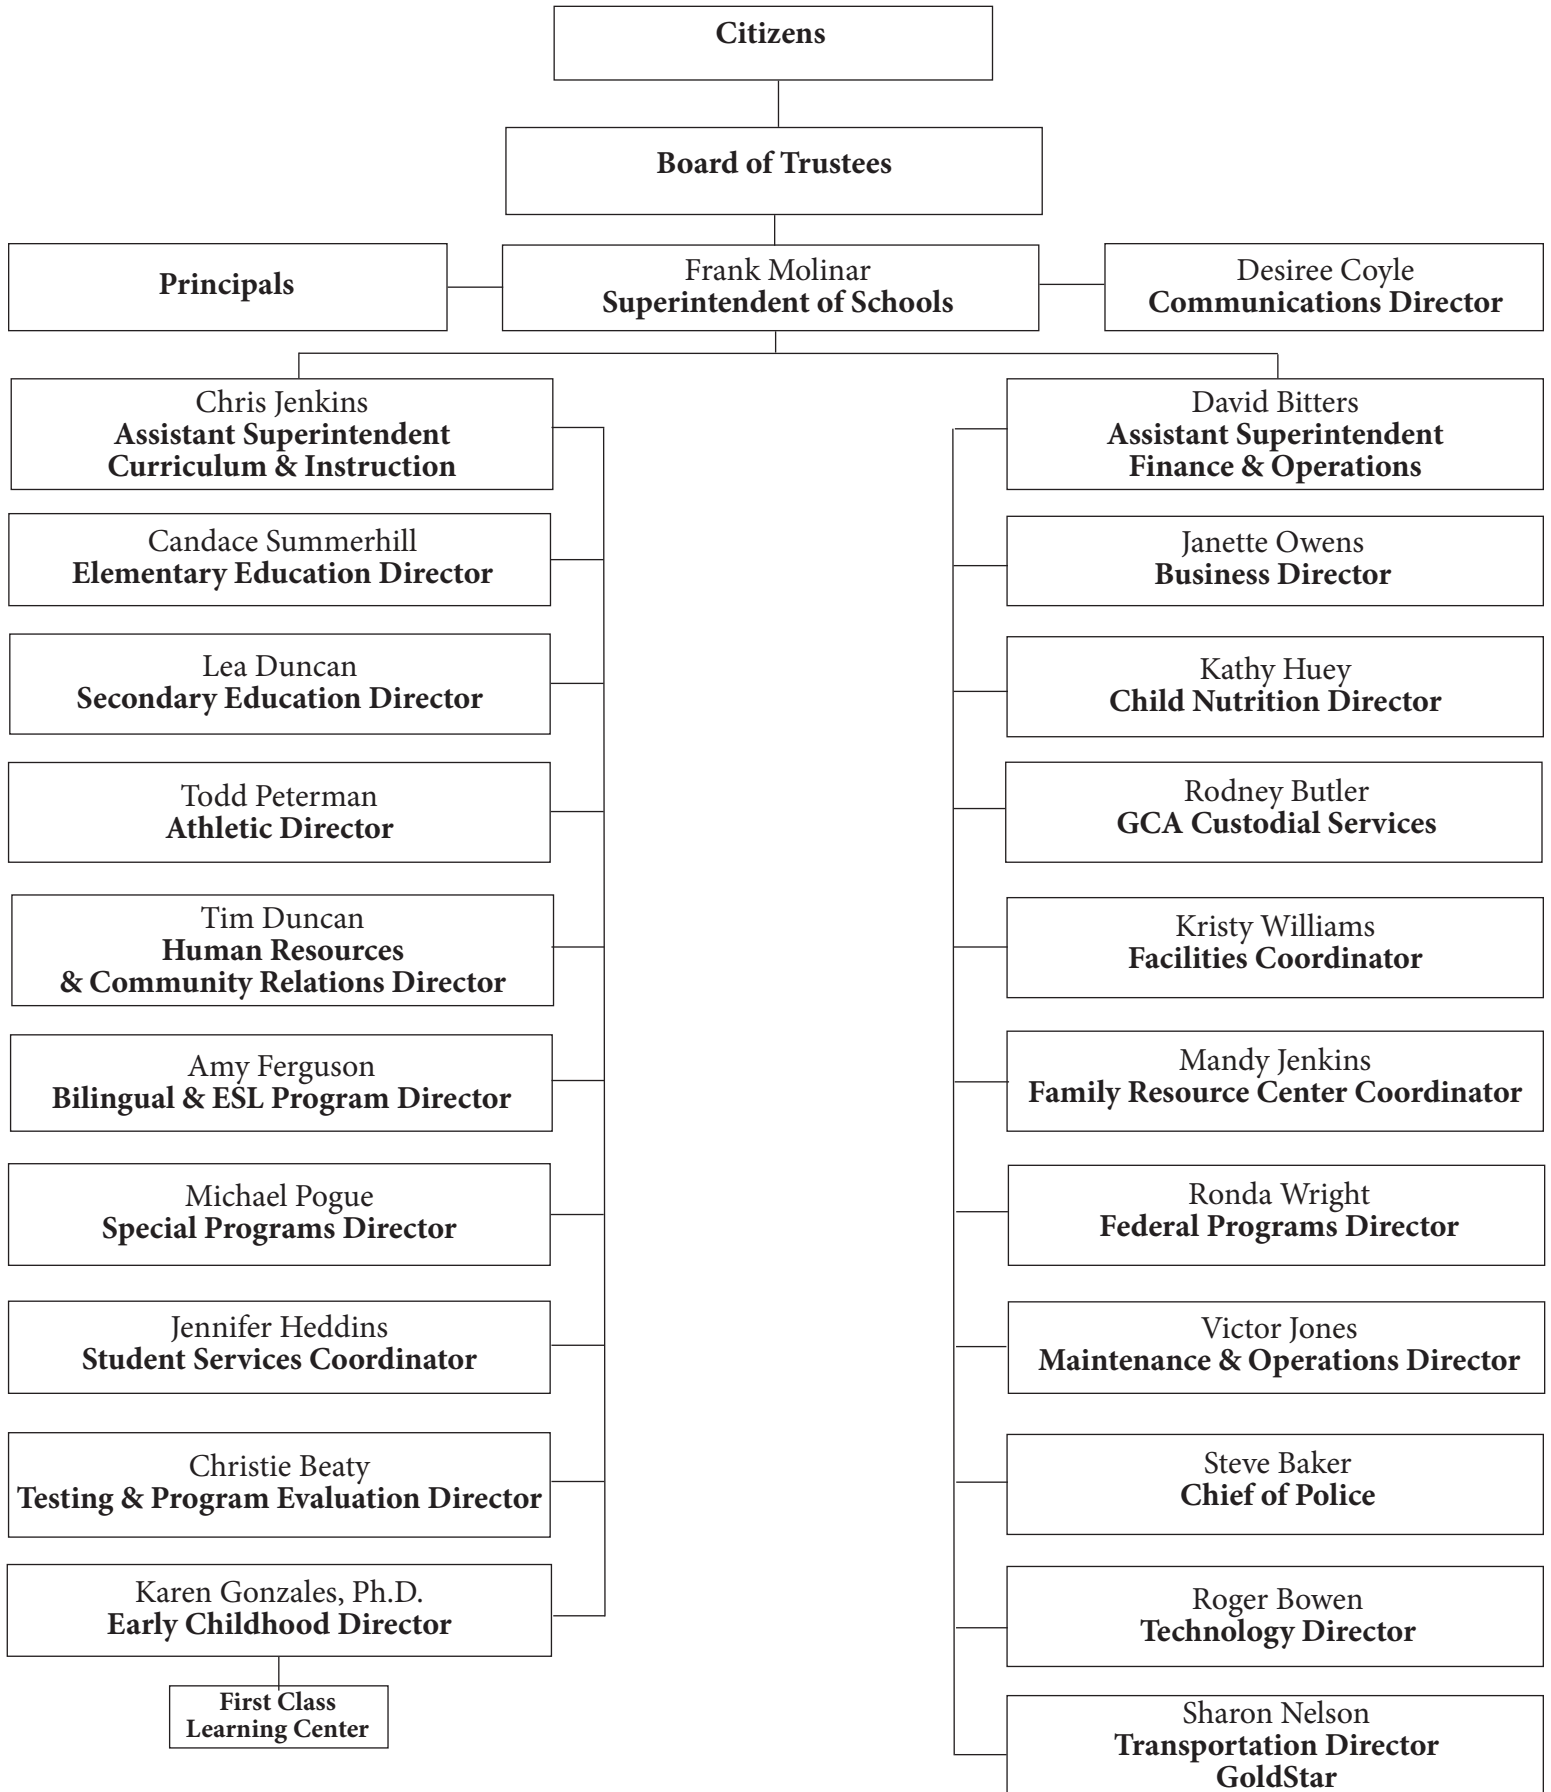 Citizens
Board of Trustees
Principals
Frank Molinar
Superintendent of Schools
Desiree Coyle
Communications Director
Chris Jenkins
Assistant Superintendent
Curriculum & Instruction
Candace Summerhill
Elementary Education Director
Lea Duncan
Secondary Education Director
Todd Peterman
Athletic Director
Tim Duncan
Human Resources
& Community Relations Director
Amy Ferguson
Bilingual & ESL Program Director
Michael Pogue
Special Programs Director
Jennifer Heddins
Student Services Coordinator
Christie Beaty
Testing & Program Evaluation Director
Karen Gonzales, Ph.D.
Early Childhood Director
First Class
Learning Center
David Bitters
Assistant Superintendent
Finance & Operations
Janette Owens
Business Director
Kathy Huey
Child Nutrition Director
Rodney Butler
GCA Custodial Services
Kristy Williams
Facilities Coordinator
Mandy Jenkins
Family Resource Center Coordinator
Ronda Wright
Federal Programs Director
Victor Jones
Maintenance & Operations Director
Steve Baker
Chief of Police
Roger Bowen
Technology Director
Sharon Nelson
Transportation Director
GoldStar